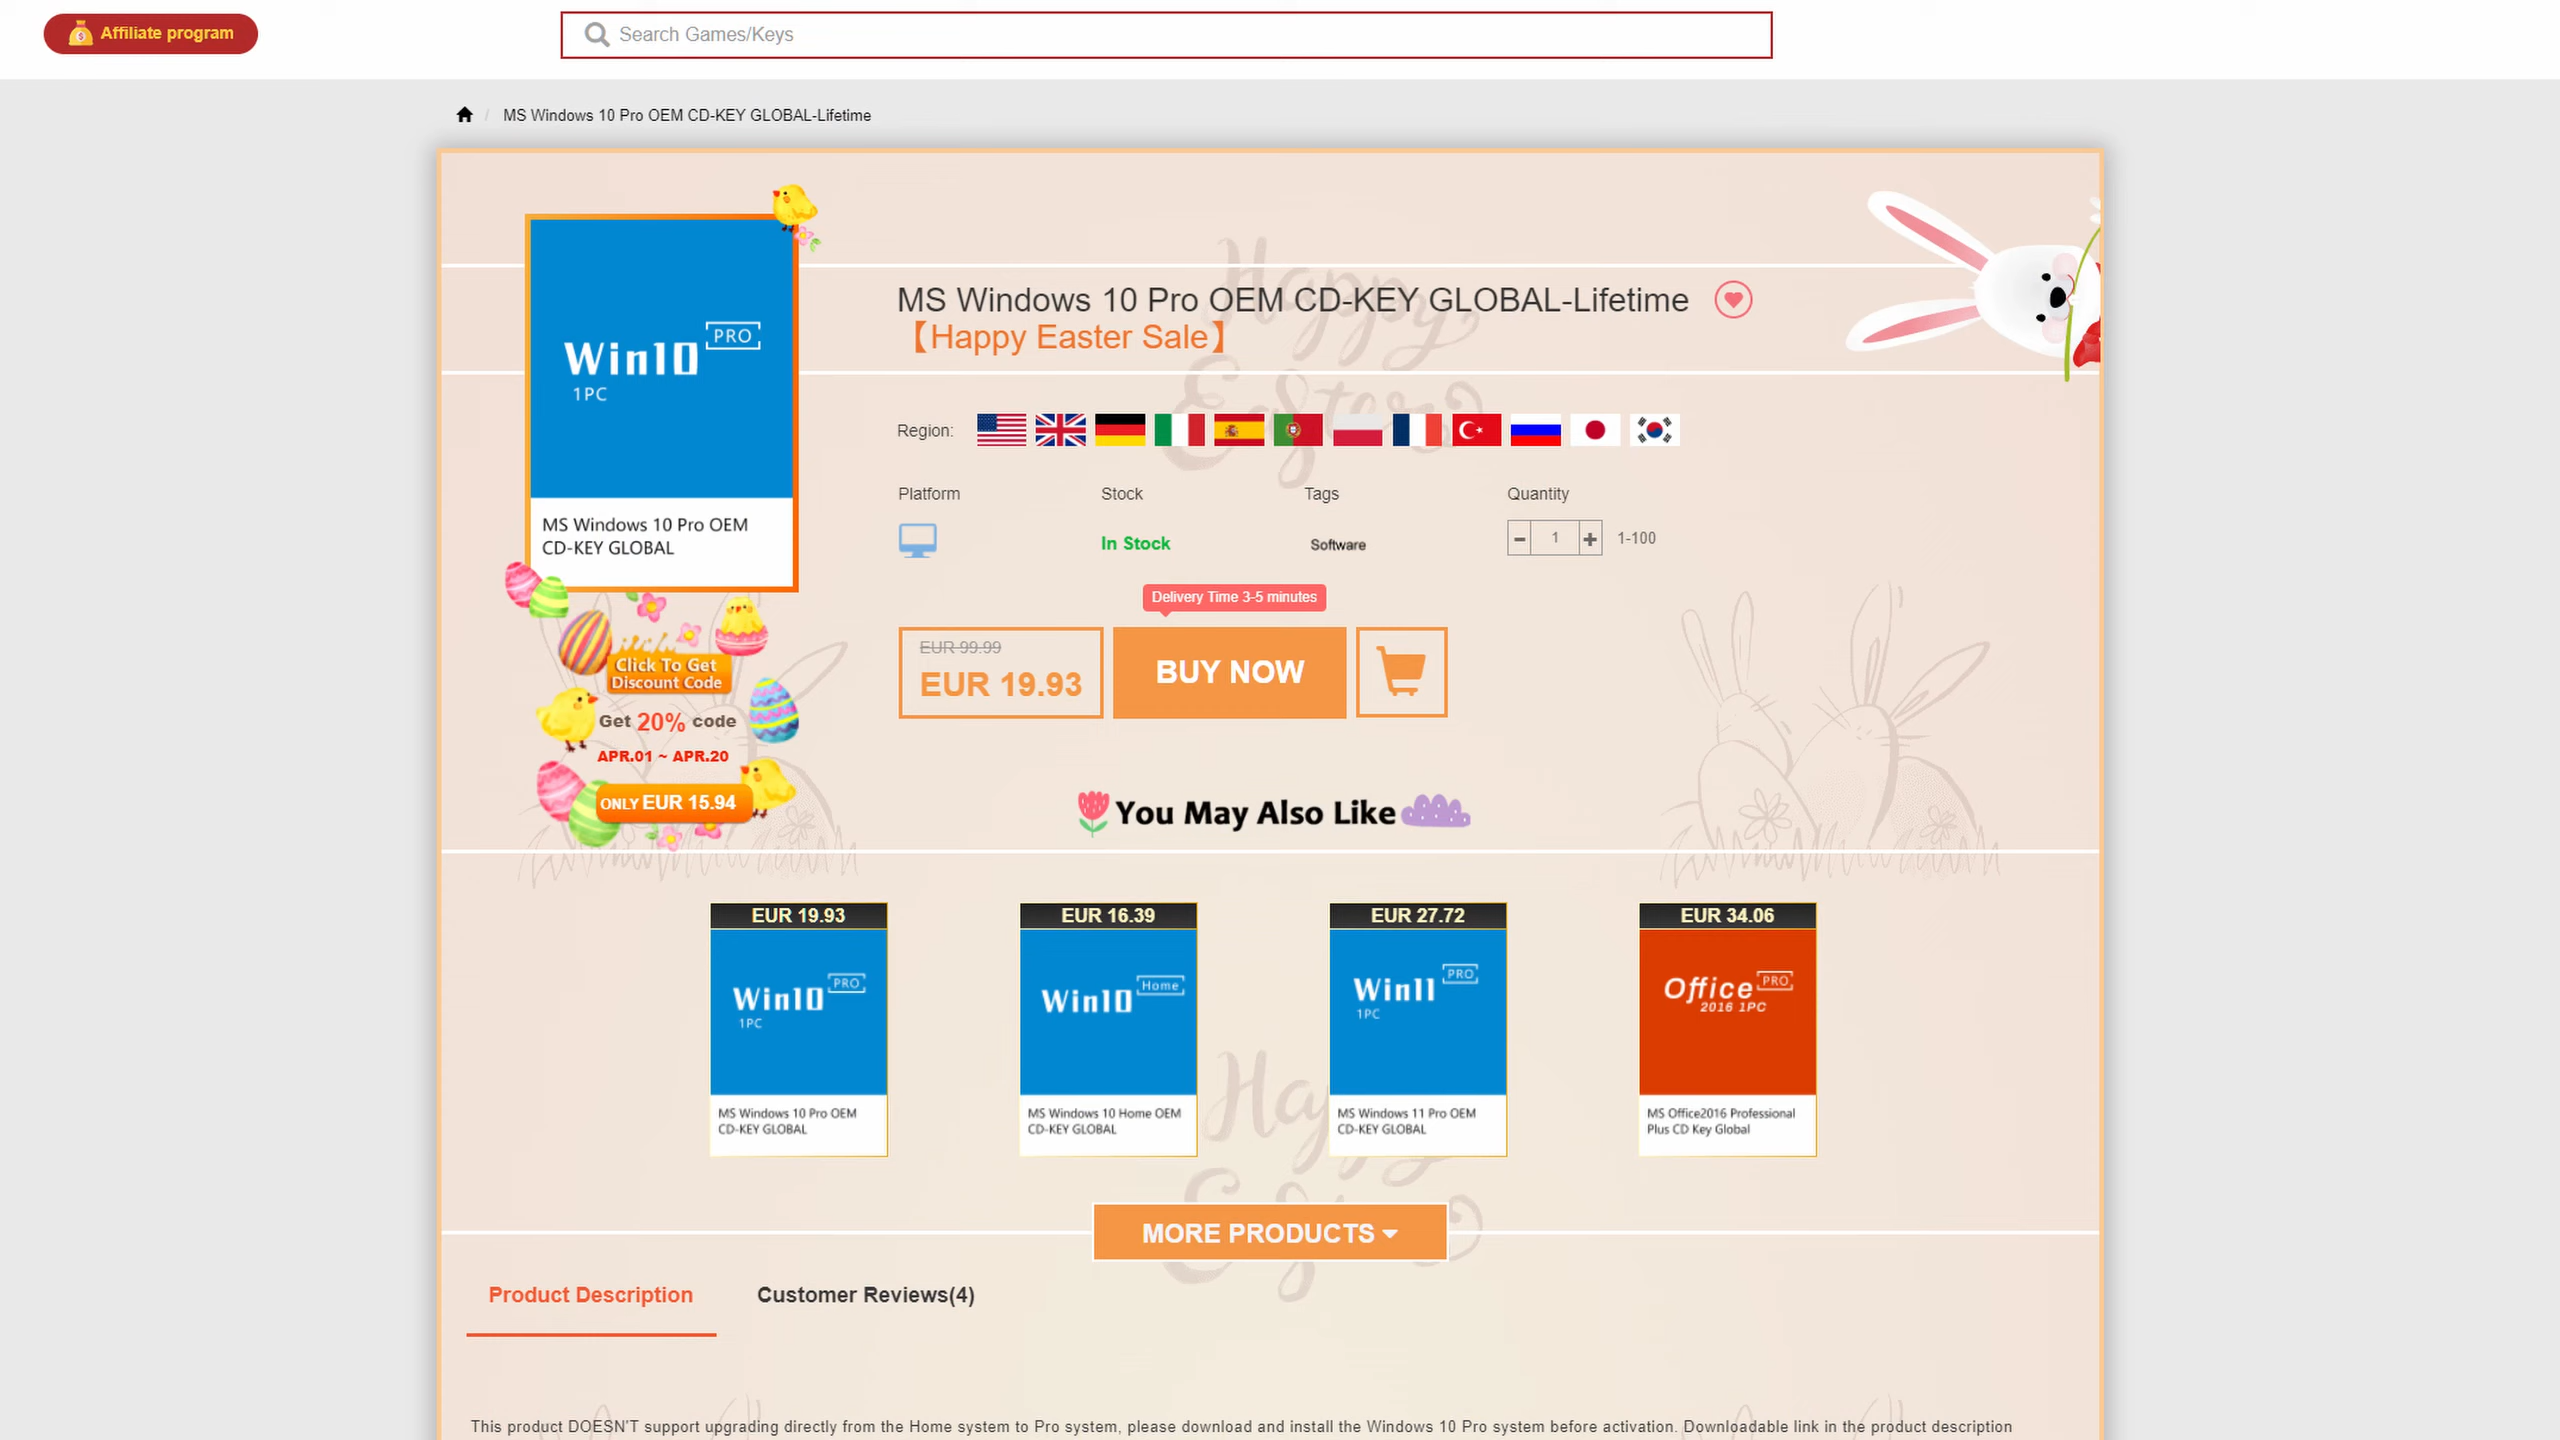 Affiliate program
Search Games/Keys
/ MS Windows 10 Pro OEM CD-KEY GLOBAL-Lifetime
Win10 PRO
1PC
MS Windows 10 Pro OEM
CD-KEY GLOBAL
Click To Get
Discount Code
Get 20% code
APR.01 ~ APR.20
ONLY EUR 15.94
Happy
Easter
MS Windows 10 Pro OEM CD-KEY GLOBAL-Lifetime
【Happy Easter Sale】
Region:
Platform Stock Tags Quantity
In Stock Software - 1 + 1-100
Delivery Time 3-5 minutes
EUR 99.99
EUR 19.93
BUY NOW
You May Also Like
EUR 19.93
Win10 PRO
1PC
MS Windows 10 Pro OEM
CD-KEY GLOBAL
EUR 16.39
Win10 Home
MS Windows 10 Home OEM
CD-KEY GLOBAL
EUR 27.72
Win11 PRO
1PC
MS Windows 11 Pro OEM
CD-KEY GLOBAL
EUR 34.06
Office PRO
2016 1PC
MS Office2016 Professional
Plus CD Key Global
MORE PRODUCTS
Product Description Customer Reviews(4)
This product DOESN'T support upgrading directly from the Home system to Pro system, please download and install the Windows 10 Pro system before activation. Downloadable link in the product description